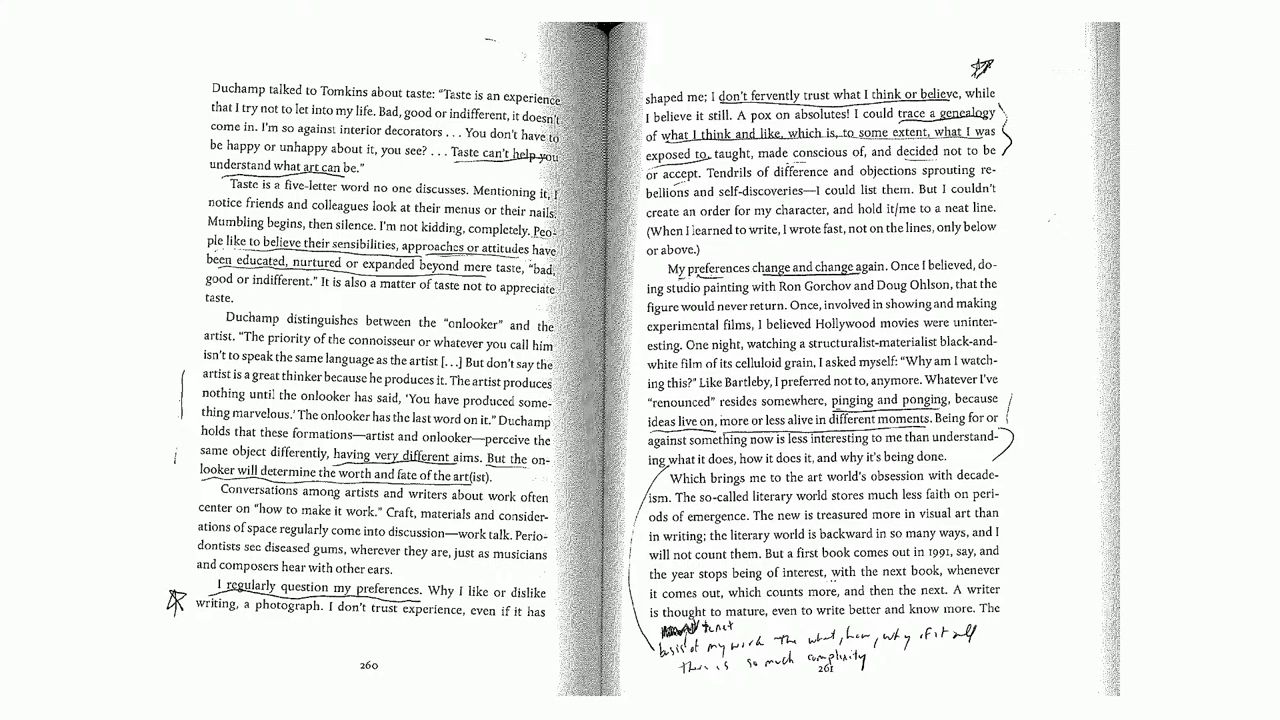 Duchamp talked to Tomkins about taste: "Taste is an experience
that I try not to let into my life. Bad, good or indifferent, it doesn't
come in. I'm so against interior decorators . . . You don't have to
be happy or unhappy about it, you see? . . . Taste can't help you
understand what art can be."
Taste is a five-letter word no one discusses. Mentioning it, I
notice friends and colleagues look at their menus or their nails.
Mumbling begins, then silence. I'm not kidding, completely. Peo-
ple like to believe their sensibilities, approaches or attitudes have
been educated, nurtured or expanded beyond mere taste, "bad,
good or indifferent." It is also a matter of taste not to appreciate
taste.
Duchamp distinguishes between the "onlooker" and the
artist. "The priority of the connoisseur or whatever you call him
isn't to speak the same language as the artist [...] But don't say the
artist is a great thinker because he produces it. The artist produces
nothing until the onlooker has said, 'You have produced some-
thing marvelous.' The onlooker has the last word on it." Duchamp
holds that these formations—artist and onlooker—perceive the
same object differently, having very different aims. But the on-
looker will determine the worth and fate of the art(ist).
Conversations among artists and writers about work often
center on "how to make it work." Craft, materials and consider-
ations of space regularly come into discussion—work talk. Perio-
dontists see diseased gums, wherever they are, just as musicians
and composers hear with other ears.
I regularly question my preferences. Why I like or dislike
writing, a photograph. I don't trust experience, even if it has
260
shaped me; I don't fervently trust what I think or believe, while
I believe it still. A pox on absolutes! I could trace a genealogy
of what I think and like, which is, to some extent, what I was
exposed to, taught, made conscious of, and decided not to be
or accept. Tendrils of difference and objections sprouting re-
bellions and self-discoveries—I could list them. But I couldn't
create an order for my character, and hold it/me to a neat line.
(When I learned to write, I wrote fast, not on the lines, only below
or above.)
My preferences change and change again. Once I believed, do-
ing studio painting with Ron Gorchov and Doug Ohlson, that the
figure would never return. Once, involved in showing and making
experimental films, I believed Hollywood movies were uninter-
esting. One night, watching a structuralist-materialist black-and-
white film of its celluloid grain, I asked myself: "Why am I watch-
ing this?" Like Bartleby, I preferred not to, anymore. Whatever I've
"renounced" resides somewhere, pinging and ponging, because
ideas live on, more or less alive in different moments. Being for or
against something now is less interesting to me than understand-
ing what it does, how it does it, and why it's being done.
Which brings me to the art world's obsession with decade-
ism. The so-called literary world stores much less faith on peri-
ods of emergence. The new is treasured more in visual art than
in writing; the literary world is backward in so many ways, and I
will not count them. But a first book comes out in 1991, say, and
the year stops being of interest, with the next book, whenever
it comes out, which counts more, and then the next. A writer
is thought to mature, even to write better and know more. The
tenet
basis of my work the what, how, why of it all
there is so much complexity
261